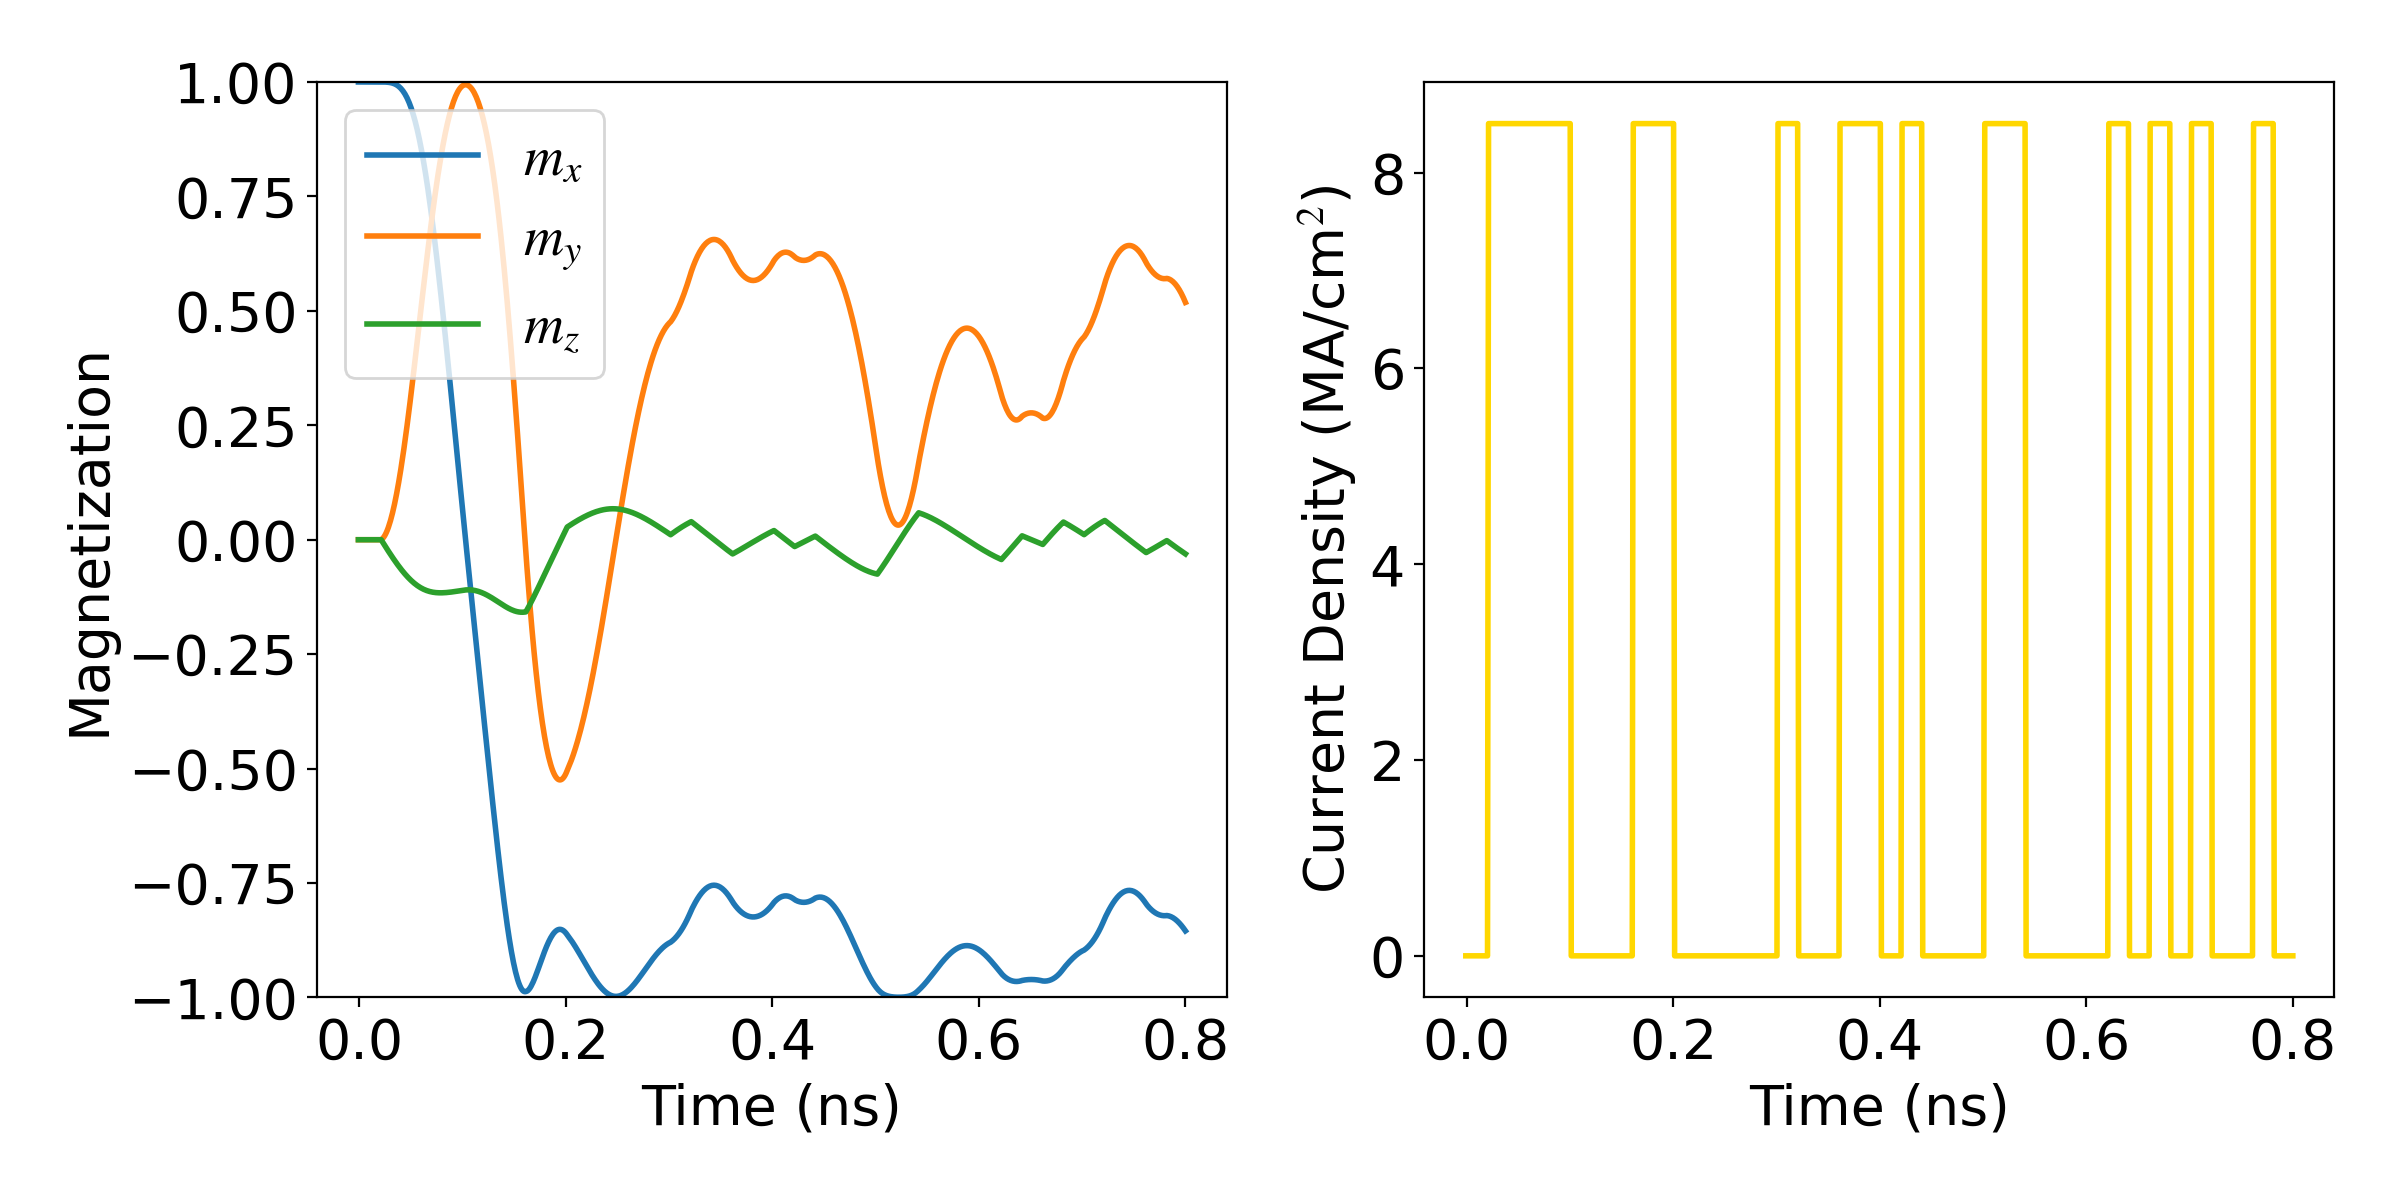 1.00
0.75
0.50
0.25
0.00
−0.25
−0.50
−0.75
−1.00
Magnetization
m_x
m_y
m_z
0.0 0.2 0.4 0.6 0.8
Time (ns)
8
6
4
2
0
Current Density (MA/cm²)
0.0 0.2 0.4 0.6 0.8
Time (ns)